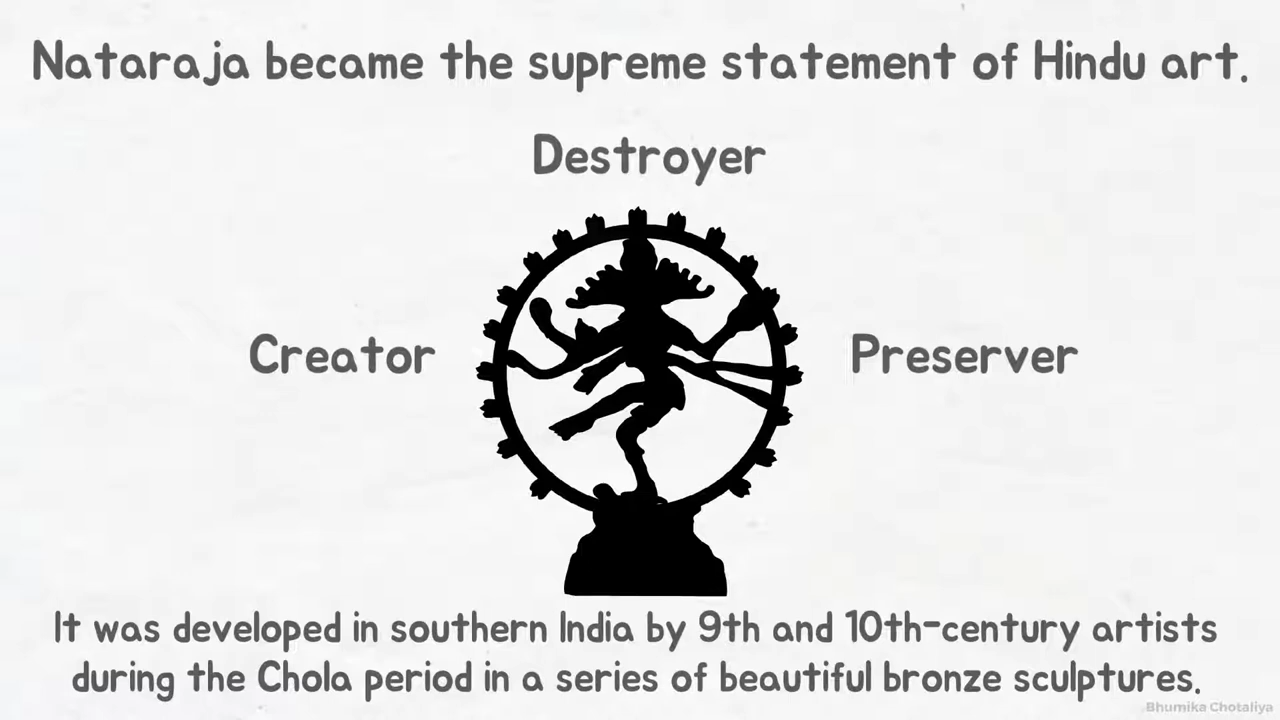 Nataraja became the supreme statement of Hindu art.
Destroyer
Creator
Preserver
It was developed in southern India by 9th and 10th-century artists
during the Chola period in a series of beautiful bronze sculptures.
Bhumika Chotaliya